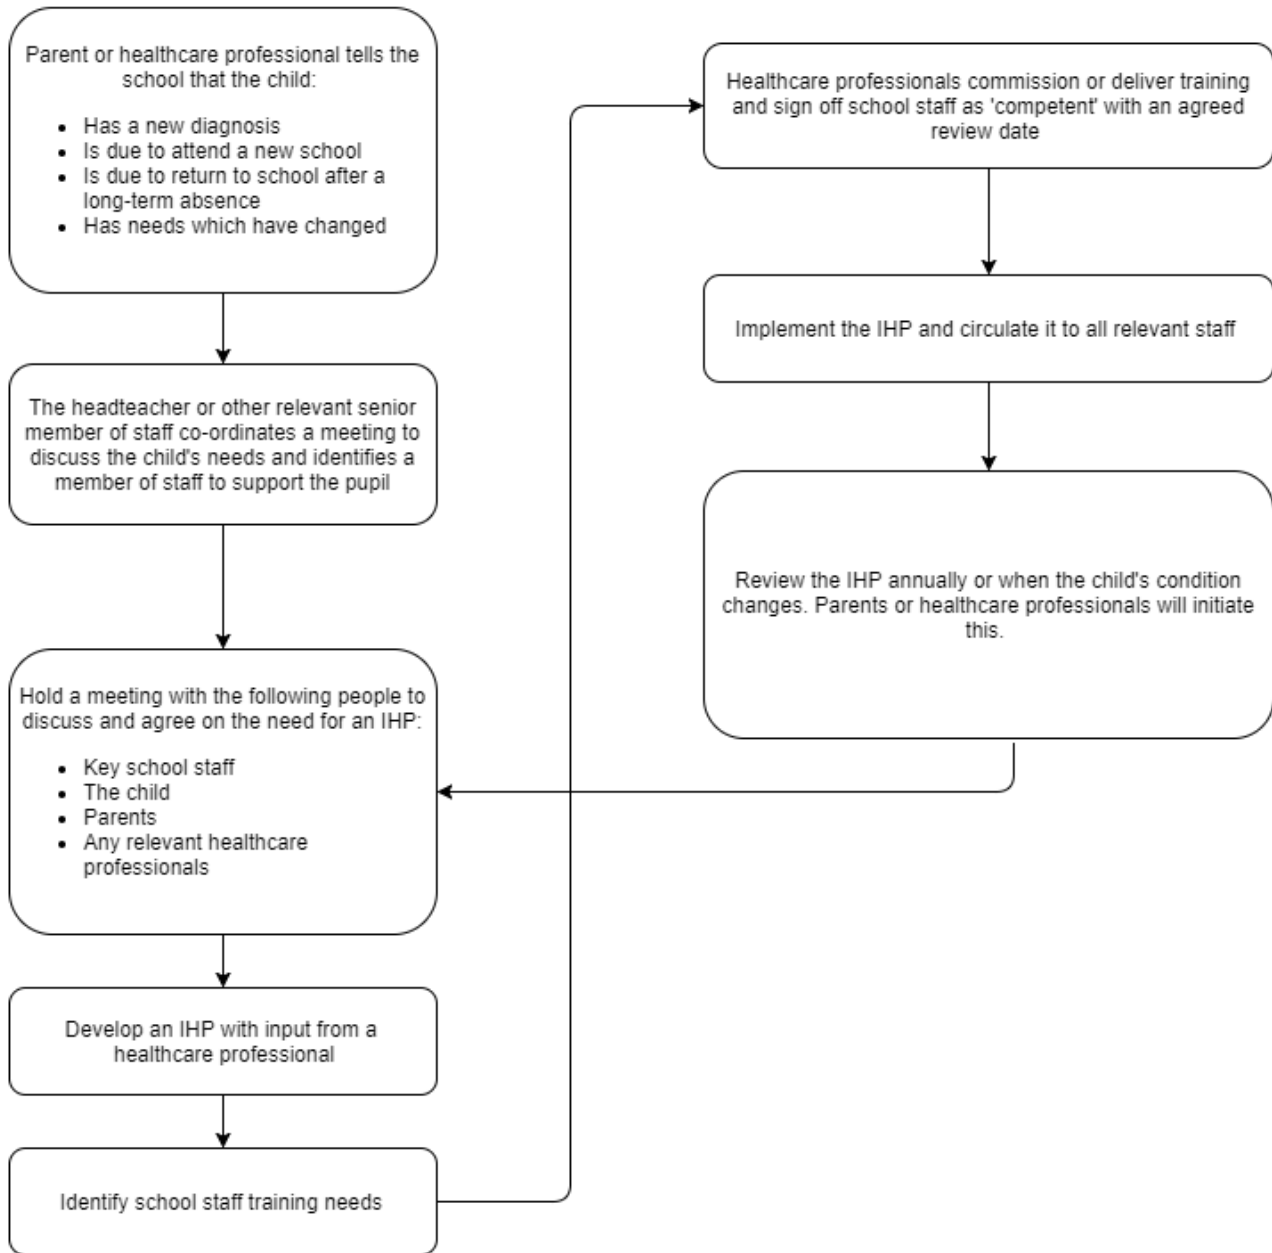 Parent or healthcare professional tells the
school that the child:
• Has a new diagnosis
• Is due to attend a new school
• Is due to return to school after a
long-term absence
• Has needs which have changed
The headteacher or other relevant senior
member of staff co-ordinates a meeting to
discuss the child's needs and identifies a
member of staff to support the pupil
Hold a meeting with the following people to
discuss and agree on the need for an IHP:
• Key school staff
• The child
• Parents
• Any relevant healthcare
professionals
Develop an IHP with input from a
healthcare professional
Identify school staff training needs
Healthcare professionals commission or deliver training
and sign off school staff as 'competent' with an agreed
review date
Implement the IHP and circulate it to all relevant staff
Review the IHP annually or when the child's condition
changes. Parents or healthcare professionals will initiate
this.